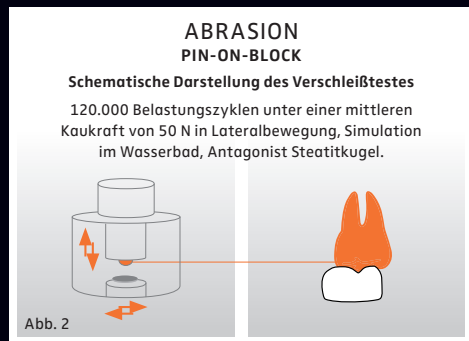 ABRASION
PIN-ON-BLOCK
Schematische Darstellung des Verschleißtestes
120.000 Belastungszyklen unter einer mittleren
Kaukraft von 50 N in Lateralbewegung, Simulation
im Wasserbad, Antagonist Steatitkugel.
Abb. 2